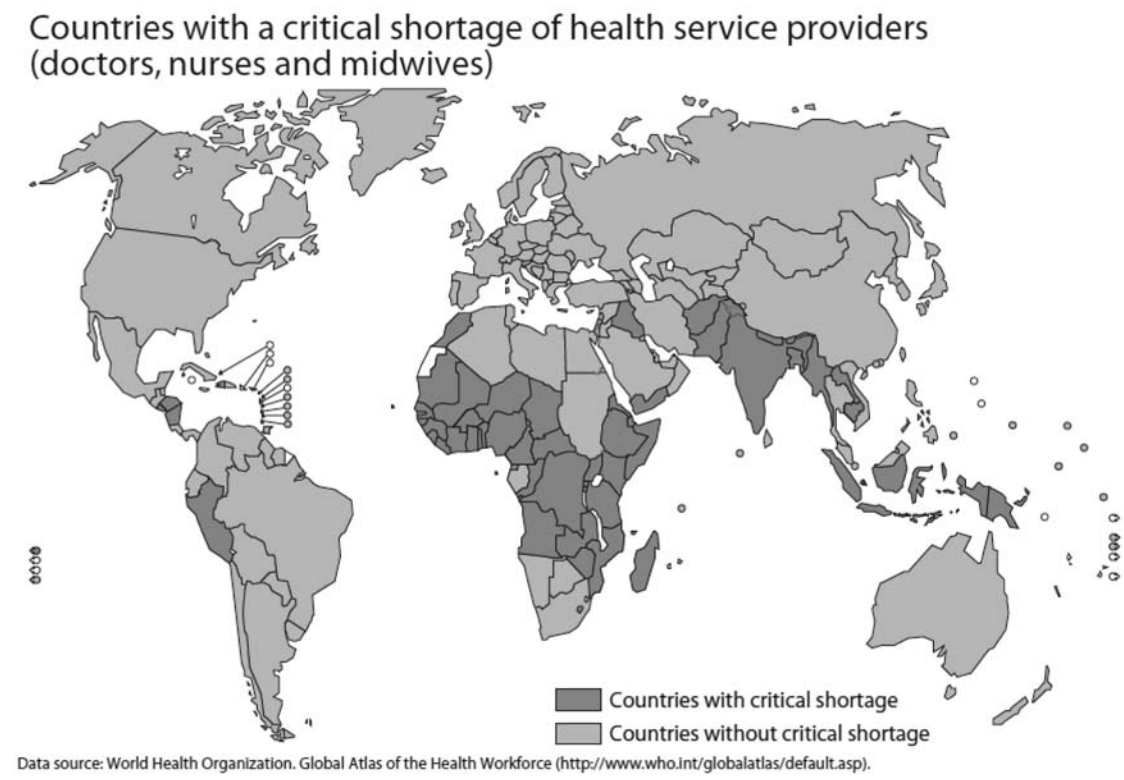 Countries with a critical shortage of health service providers
(doctors, nurses and midwives)
Countries with critical shortage
Countries without critical shortage
Data source: World Health Organization. Global Atlas of the Health Workforce (http://www.who.int/globalatlas/default.asp).